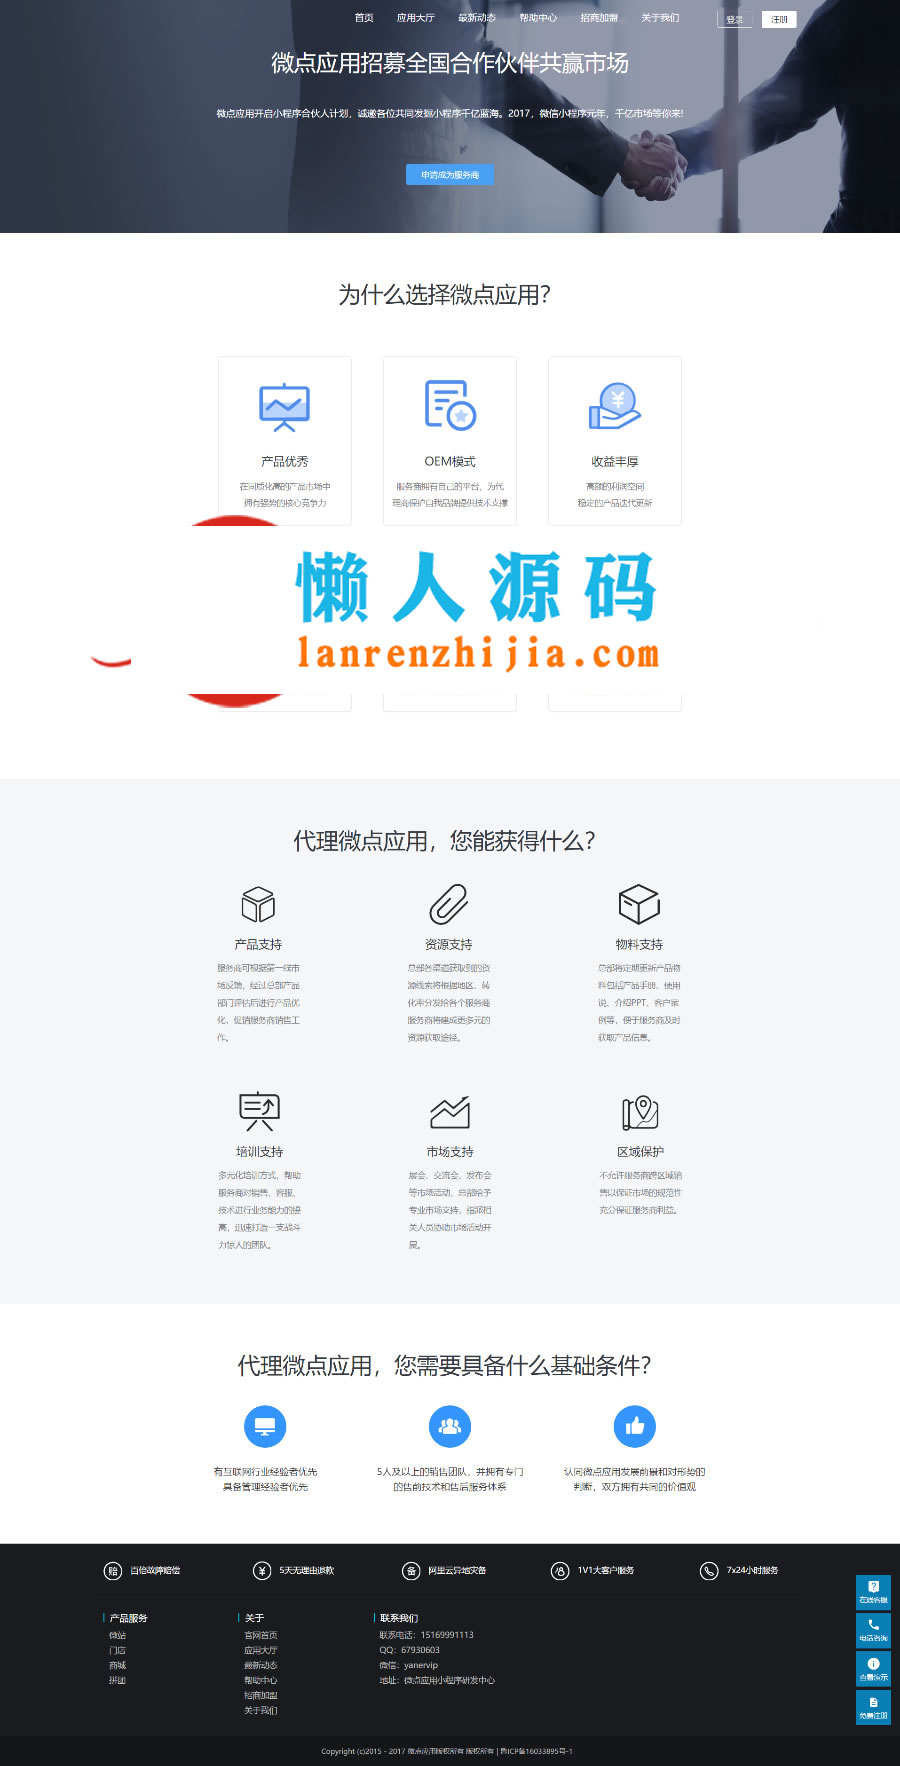 首页 应用大厅 最新动态 帮助中心 招商加盟 关于我们 登录 注册
微点应用招募全国合作伙伴共赢市场
微点应用开启小程序合伙人计划，诚邀各位共同发掘小程序千亿蓝海。2017，微信小程序元年，千亿市场等你来!
申请成为服务商
为什么选择微点应用?
产品优秀
在同质化高的产品市场中
拥有强势的核心竞争力
OEM模式
服务商拥有自己的平台，为代
理商保护自我品牌提供技术支撑
收益丰厚
高额的利润空间
稳定的产品迭代更新
懒人源码
lanrenzhijia.com
代理微点应用，您能获得什么?
产品支持
服务商可根据第一线市
场反馈，经过总部产品
部门评估后进行产品优
化，促销服务商销售工
作。
资源支持
总部各渠道获取到的资
源线索将根据地区、转
化率分发给各个服务商
服务商将建成更多元的
资源获取途径。
物料支持
总部将定期更新产品物
料包括产品手册、使用
说、介绍PPT、客户案
例等，便于服务商及时
获取产品信息。
培训支持
多元化培训方式，帮助
服务商对销售、客服、
技术进行业务能力的提
高，迅速打造一支战斗
力惊人的团队。
市场支持
展会、交流会、发布会
等市场活动，总部给予
专业市场支持，指派相
关人员协助市场活动开
展。
区域保护
不允许服务商跨区域销
售以保证市场的规范性
充分保证服务商利益。
代理微点应用，您需要具备什么基础条件?
有互联网行业经验者优先
具备管理经验者优先
5人及以上的销售团队，并拥有专门
的售前技术和售后服务体系
认同微点应用发展前景和对形势的
判断，双方拥有共同的价值观
赔 百倍故障赔偿
¥ 5天无理由退款
备 阿里云异地灾备
1V1大客户服务
7x24小时服务
产品服务
微站
门店
商城
拼团
关于
官网首页
应用大厅
最新动态
帮助中心
招商加盟
关于我们
联系我们
联系电话：15169991113
QQ：67930603
微信：yanervip
地址：微点应用小程序研发中心
在线客服
电话咨询
查看演示
免费注册
Copyright (c)2015 - 2017 微点应用版权所有 版权所有 | 鲁ICP备16033895号-1